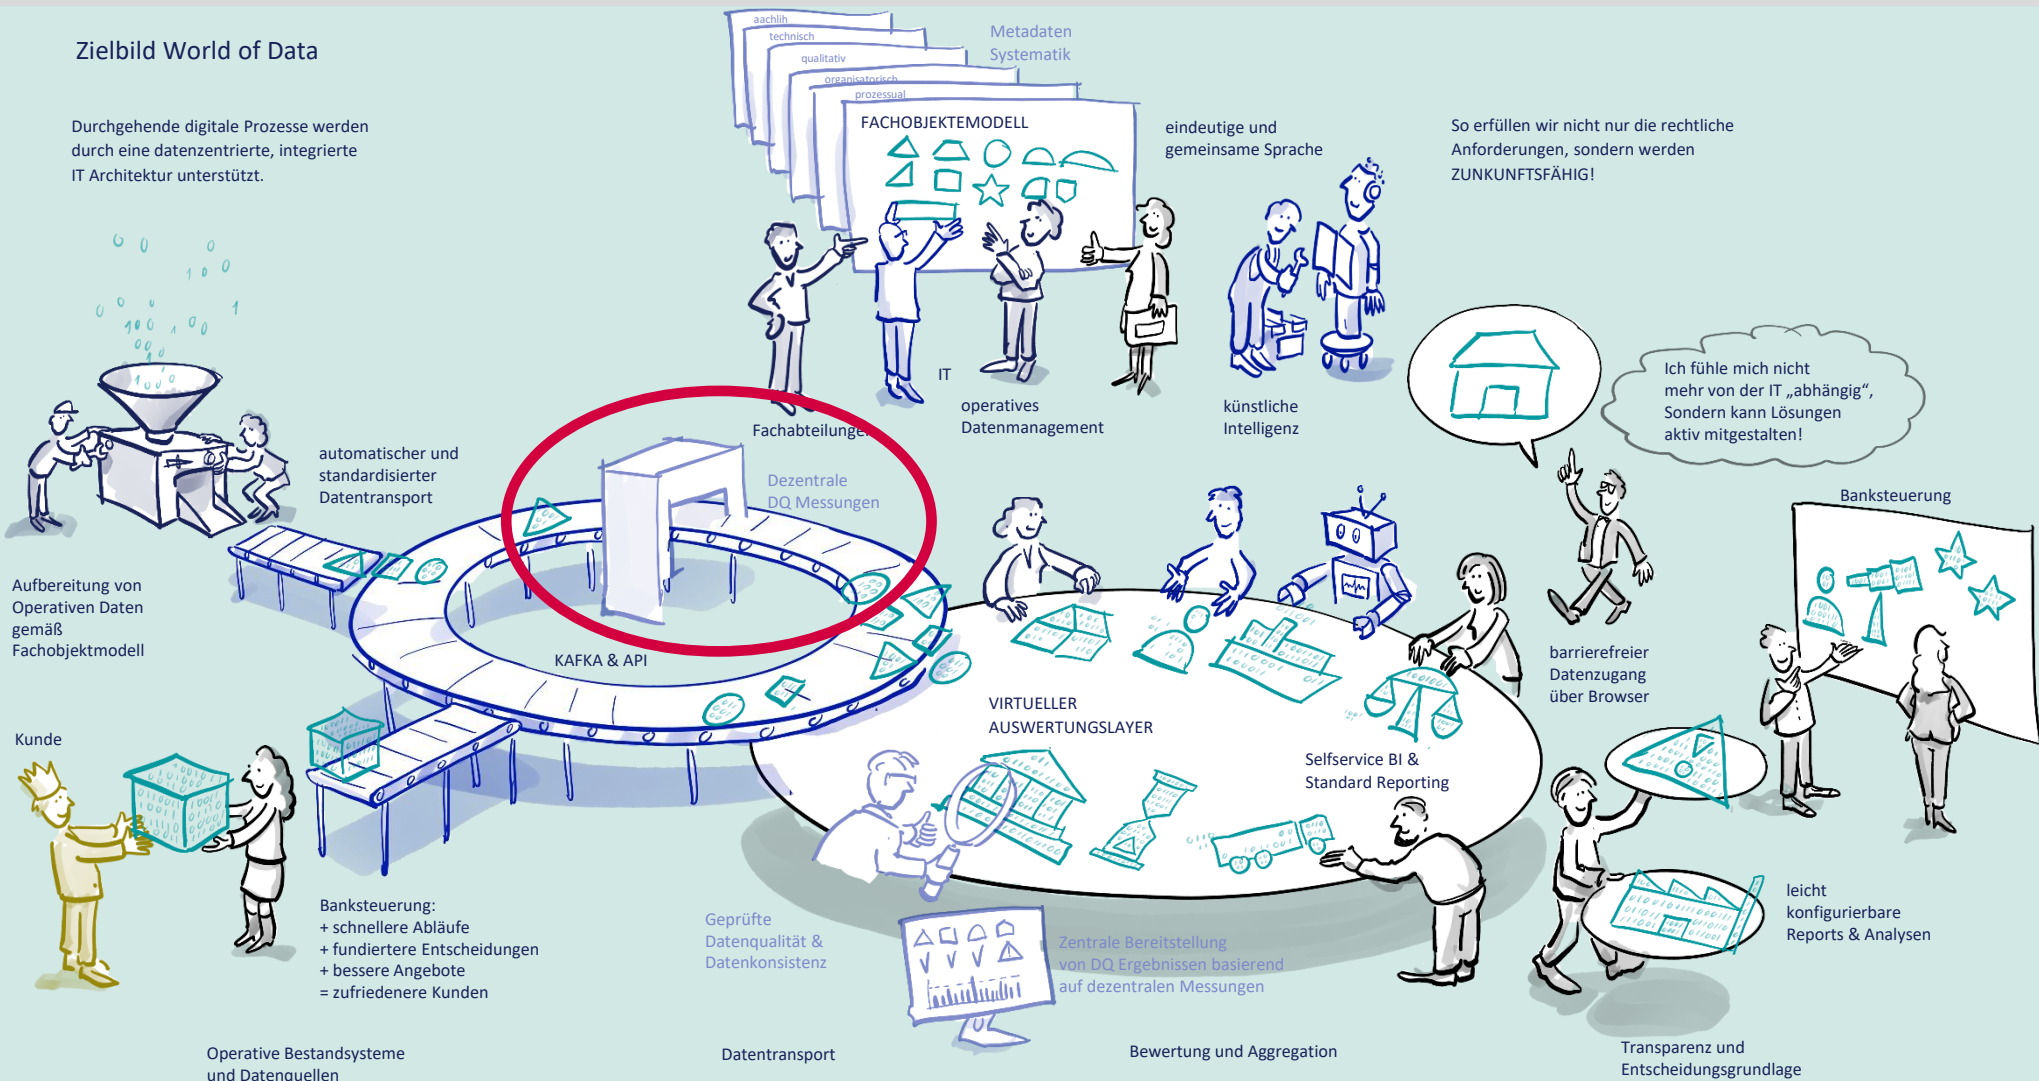 Zielbild World of Data
Durchgehende digitale Prozesse werden
durch eine datenzentrierte, integrierte
IT Architektur unterstützt.
aachlih
technisch
qualitativ
organisatorisch
prozessual
Metadaten
Systematik
FACHOBJEKTEMODELL
eindeutige und
gemeinsame Sprache
So erfüllen wir nicht nur die rechtliche
Anforderungen, sondern werden
ZUNKUNFTSFÄHIG!
Ich fühle mich nicht
mehr von der IT „abhängig“,
Sondern kann Lösungen
aktiv mitgestalten!
IT
operatives
Datenmanagement
künstliche
Intelligenz
Fachabteilungen
automatischer und
standardisierter
Datentransport
Dezentrale
DQ Messungen
Banksteuerung
Aufbereitung von
Operativen Daten
gemäß
Fachobjektmodell
KAFKA & API
barrierefreier
Datenzugang
über Browser
VIRTUELLER
AUSWERTUNGSLAYER
Kunde
Selfservice BI &
Standard Reporting
Banksteuerung:
+ schnellere Abläufe
+ fundiertere Entscheidungen
+ bessere Angebote
= zufriedenere Kunden
Geprüfte
Datenqualität &
Datenkonsistenz
Zentrale Bereitstellung
von DQ Ergebnissen basierend
auf dezentralen Messungen
leicht
konfigurierbare
Reports & Analysen
Operative Bestandsysteme
und Datenquellen
Datentransport
Bewertung und Aggregation
Transparenz und
Entscheidungsgrundlage